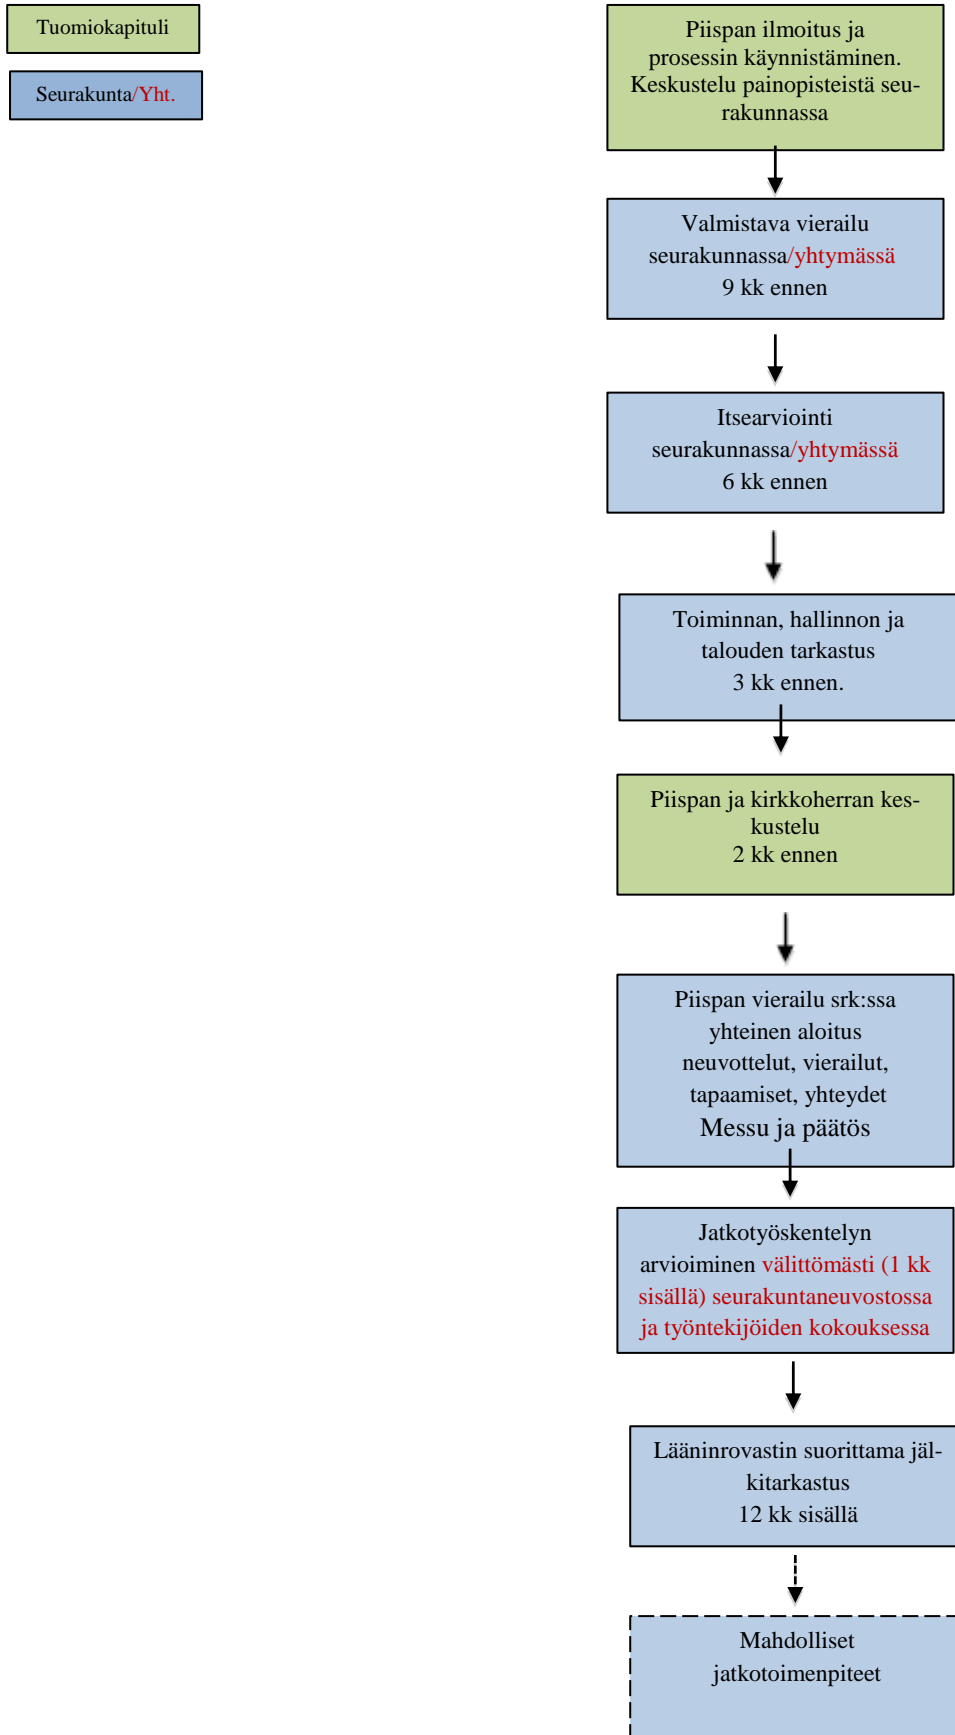 Tuomiokapituli
Seurakunta/Yht.
Piispan ilmoitus ja
prosessin käynnistäminen.
Keskustelu painopisteistä seu-
rakunnassa
Valmistava vierailu
seurakunnassa/yhtymässä
9 kk ennen
Itsearviointi
seurakunnassa/yhtymässä
6 kk ennen
Toiminnan, hallinnon ja
talouden tarkastus
3 kk ennen.
Piispan ja kirkkoherran kes-
kustelu
2 kk ennen
Piispan vierailu srk:ssa
yhteinen aloitus
neuvottelut, vierailut,
tapaamiset, yhteydet
Messu ja päätös
Jatkotyöskentelyn
arvioiminen välittömästi (1 kk
sisällä) seurakuntaneuvostossa
ja työntekijöiden kokouksessa
Lääninrovastin suorittama jäl-
kitarkastus
12 kk sisällä
Mahdolliset
jatkotoimenpiteet